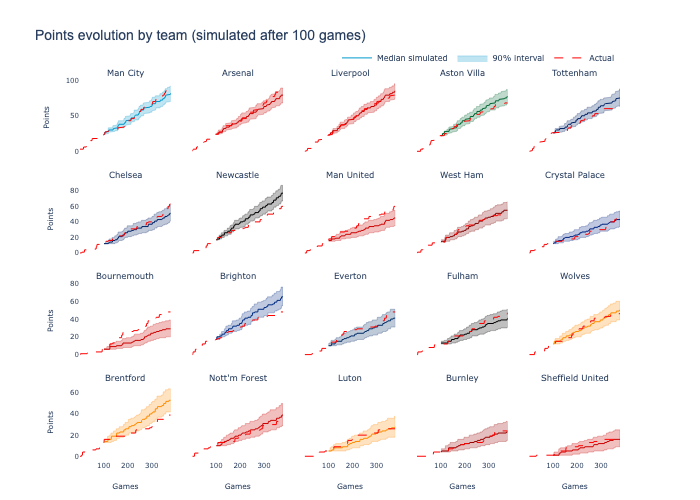 Points evolution by team (simulated after 100 games)
Median simulated 90% interval Actual
Man City Arsenal Liverpool Aston Villa Tottenham
100
50
0
Points
Chelsea Newcastle Man United West Ham Crystal Palace
80
60
40
20
0
Points
Bournemouth Brighton Everton Fulham Wolves
80
60
40
20
0
Points
Brentford Nott'm Forest Luton Burnley Sheffield United
60
40
20
0
Points
100 200 300 100 200 300 100 200 300 100 200 300 100 200 300
Games Games Games Games Games